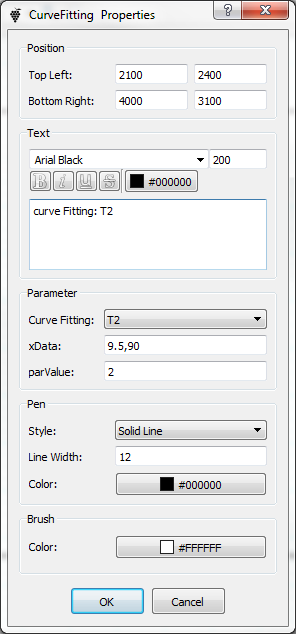 CurveFitting Properties
Position
Top Left: 2100 2400
Bottom Right: 4000 3100
Text
Arial Black 200
B i U S #000000
curve Fitting: T2
Parameter
Curve Fitting: T2
xData: 9.5,90
parValue: 2
Pen
Style: Solid Line
Line Width: 12
Color: #000000
Brush
Color: #FFFFFF
OK Cancel